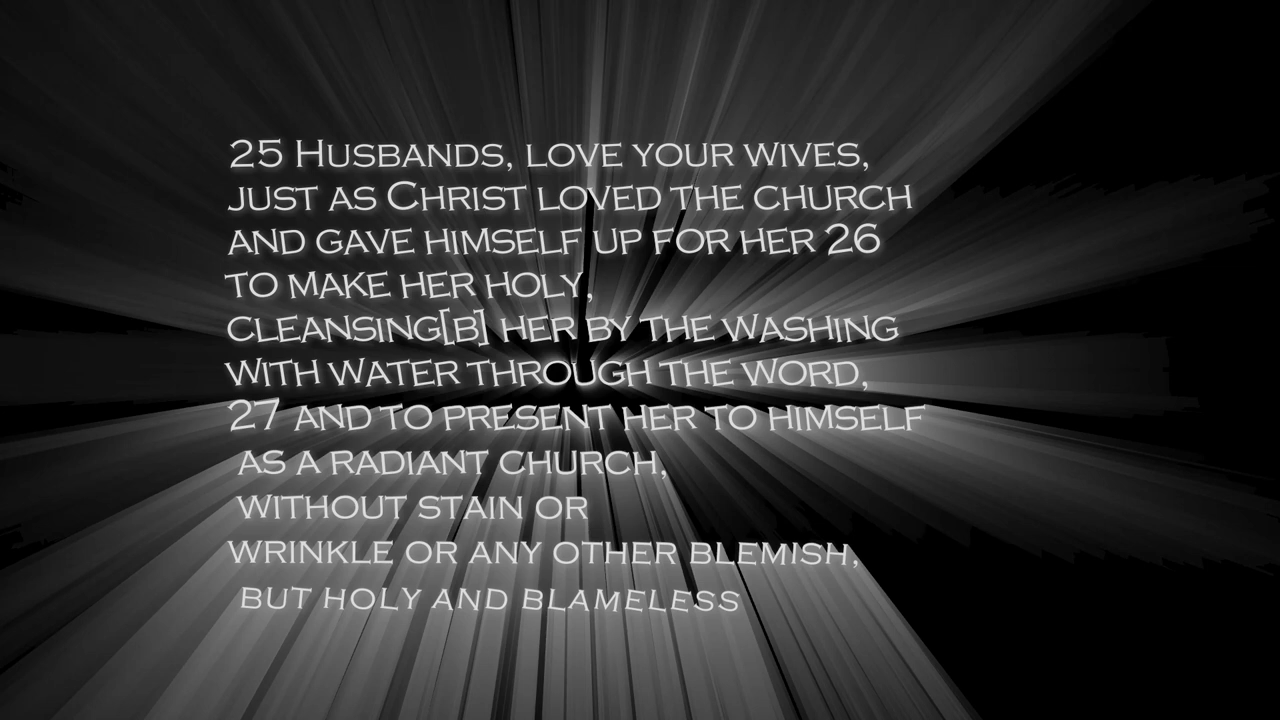 25 Husbands, love your wives,
just as Christ loved the church
and gave himself up for her 26
to make her holy,
cleansing[b] her by the washing
with water through the word,
27 and to present her to himself
as a radiant church,
without stain or
wrinkle or any other blemish,
but holy and blameless